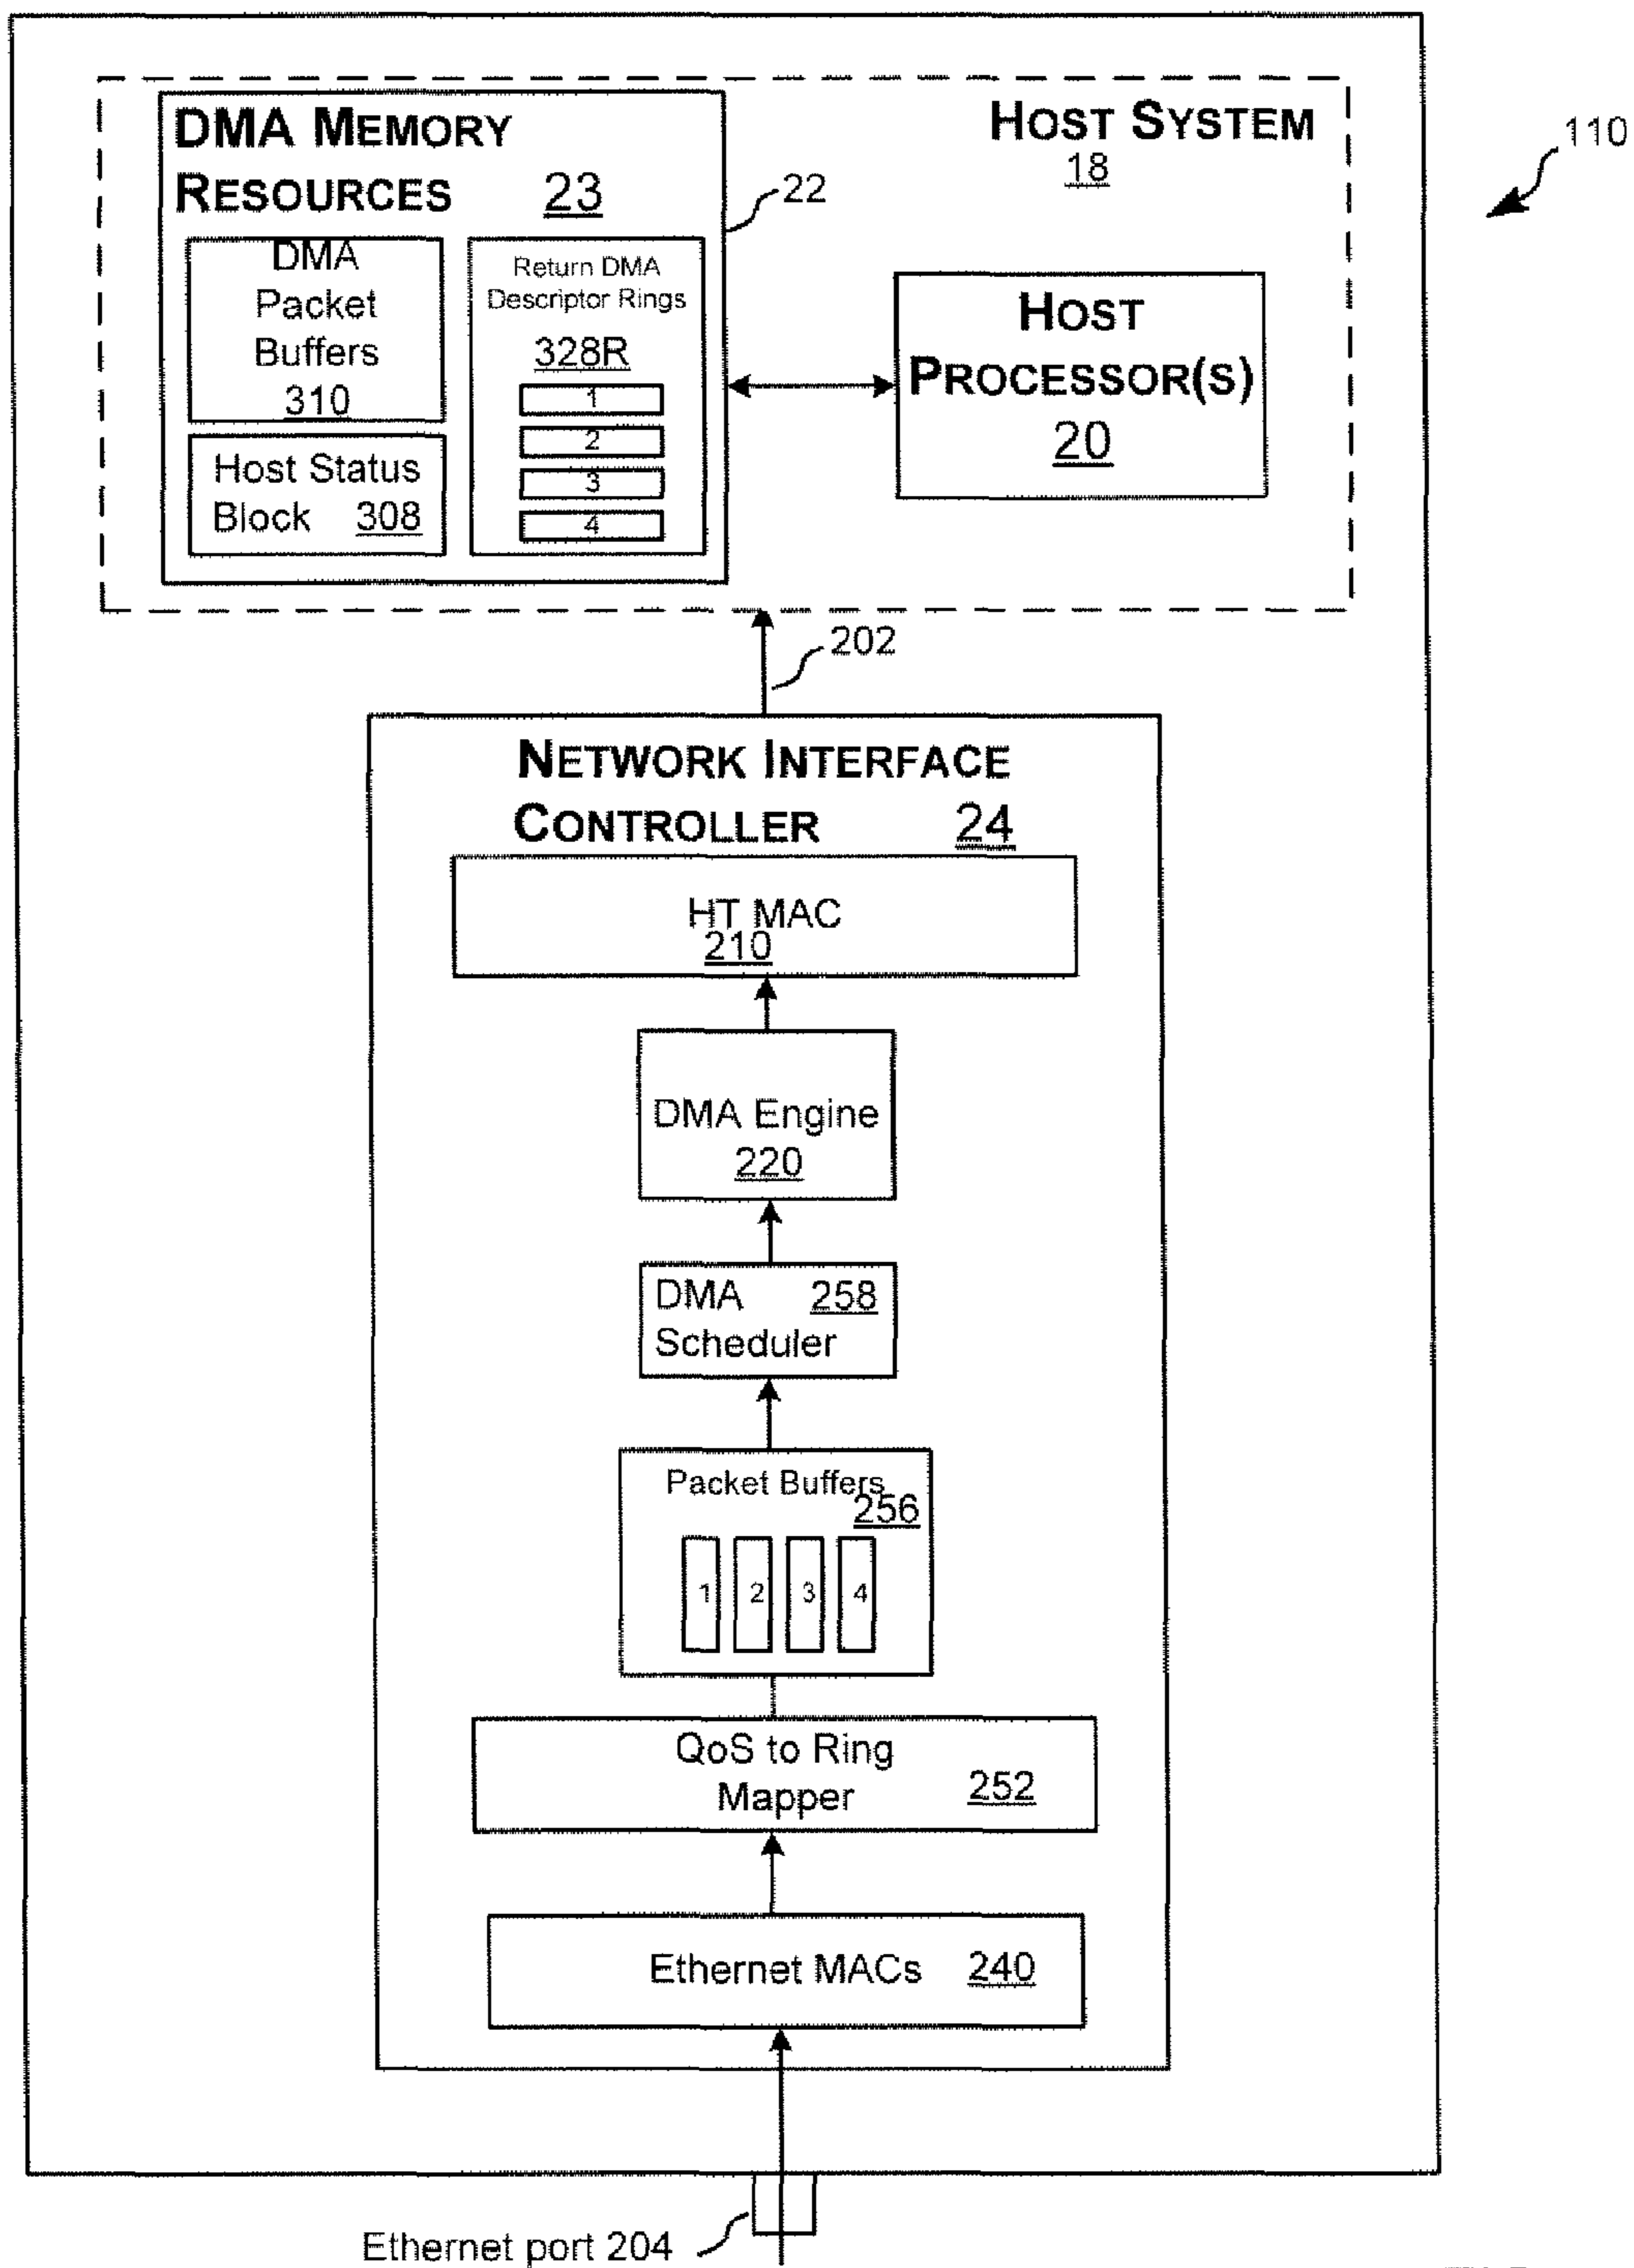 DMA MEMORY
RESOURCES 23
HOST SYSTEM
18
110
22
DMA
Packet
Buffers
310
Return DMA
Descriptor Rings
328R
1
2
3
4
Host Status
Block 308
HOST
PROCESSOR(S)
20
202
NETWORK INTERFACE
CONTROLLER 24
HT MAC
210
DMA Engine
220
DMA 258
Scheduler
Packet Buffers
256
1 2 3 4
QoS to Ring
Mapper 252
Ethernet MACs 240
Ethernet port 204